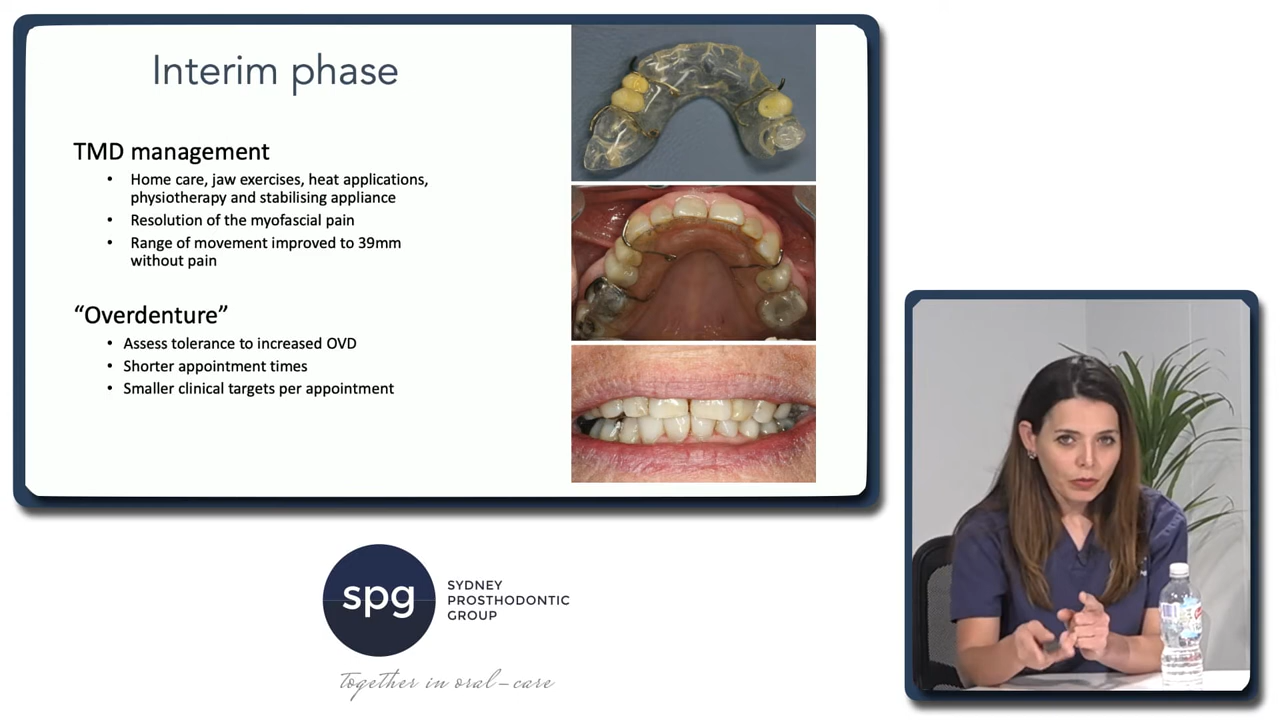 Interim phase
TMD management
• Home care, jaw exercises, heat applications,
physiotherapy and stabilising appliance
• Resolution of the myofascial pain
• Range of movement improved to 39mm
without pain
“Overdenture”
• Assess tolerance to increased OVD
• Shorter appointment times
• Smaller clinical targets per appointment
spg
SYDNEY
PROSTHODONTIC
GROUP
together in oral-care